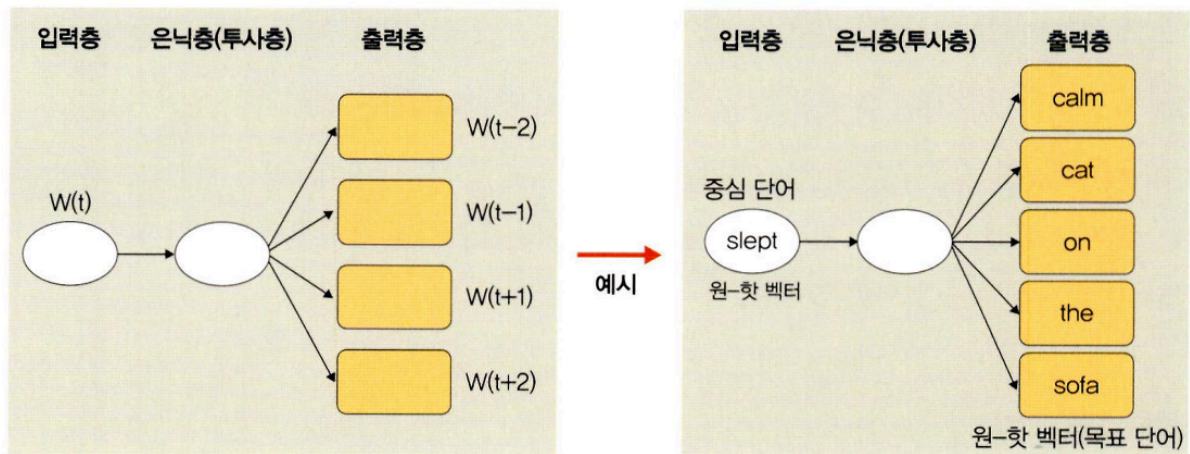 입력층 은닉층(투사층) 출력층
W(t-2)
W(t)
W(t-1)
W(t+1)
W(t+2)
예시
입력층 은닉층(투사층) 출력층
calm
cat
중심 단어
slept
on
원-핫 벡터
the
sofa
원-핫 벡터(목표 단어)